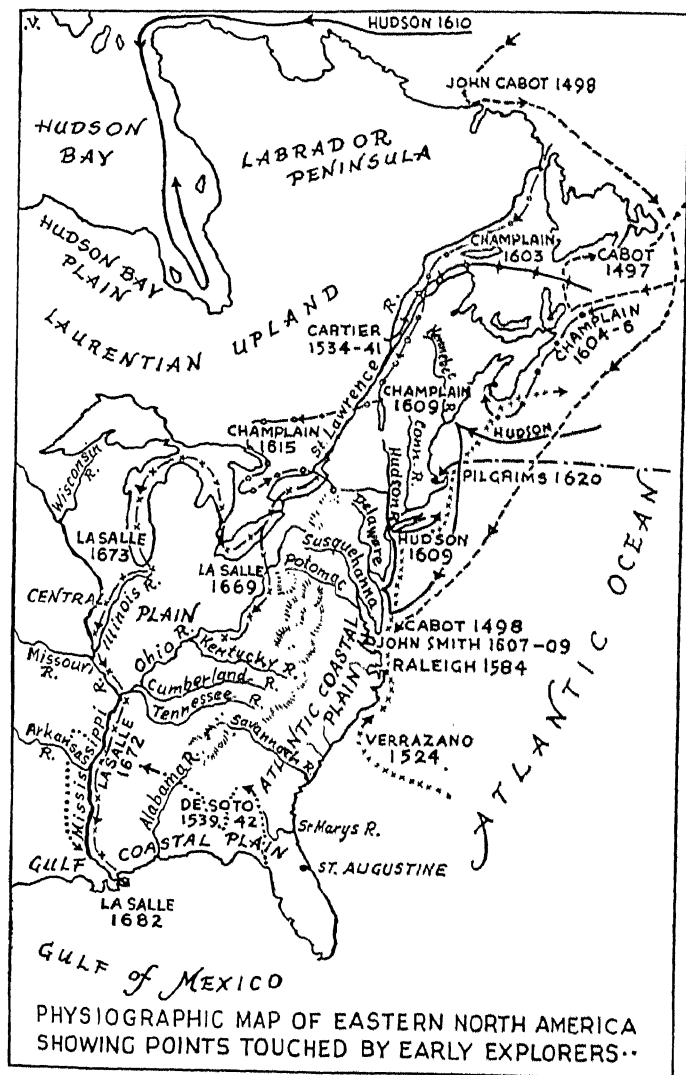 .V.
HUDSON 1610
JOHN CABOT 1498
HUDSON
BAY
LABRADOR
PENINSULA
HUDSON BAY
PLAIN
CHAMPLAIN
1603
CABOT
1497
LAURENTIAN UPLAND
CARTIER
1534-41
St. Lawrence R.
Kennebec R.
CHAMPLAIN
1604-6
CHAMPLAIN
1609
CHAMPLAIN
1615
Conn. R.
HUDSON
Hudson R.
Wisconsin
R.
PILGRIMS 1620
LA SALLE
1673
Delaware
HUDSON
1609
LA SALLE
1669
Susquehanna
Potomac
CENTRAL
PLAIN
Illinois R.
CABOT 1498
JOHN SMITH 1607-09
RALEIGH 1584
Missouri
R.
Ohio R.
Kentucky R.
Cumberland R.
Tennessee R.
ATLANTIC COASTAL
PLAIN
Savannah R.
VERRAZANO
1524
Arkansas
R.
Mississippi R.
LA SALLE
1672
Alabama R.
DE SOTO
1539-42
St Marys R.
GULF COASTAL PLAIN
ST. AUGUSTINE
LA SALLE
1682
ATLANTIC OCEAN
GULF of MEXICO
PHYSIOGRAPHIC MAP OF EASTERN NORTH AMERICA
SHOWING POINTS TOUCHED BY EARLY EXPLORERS..